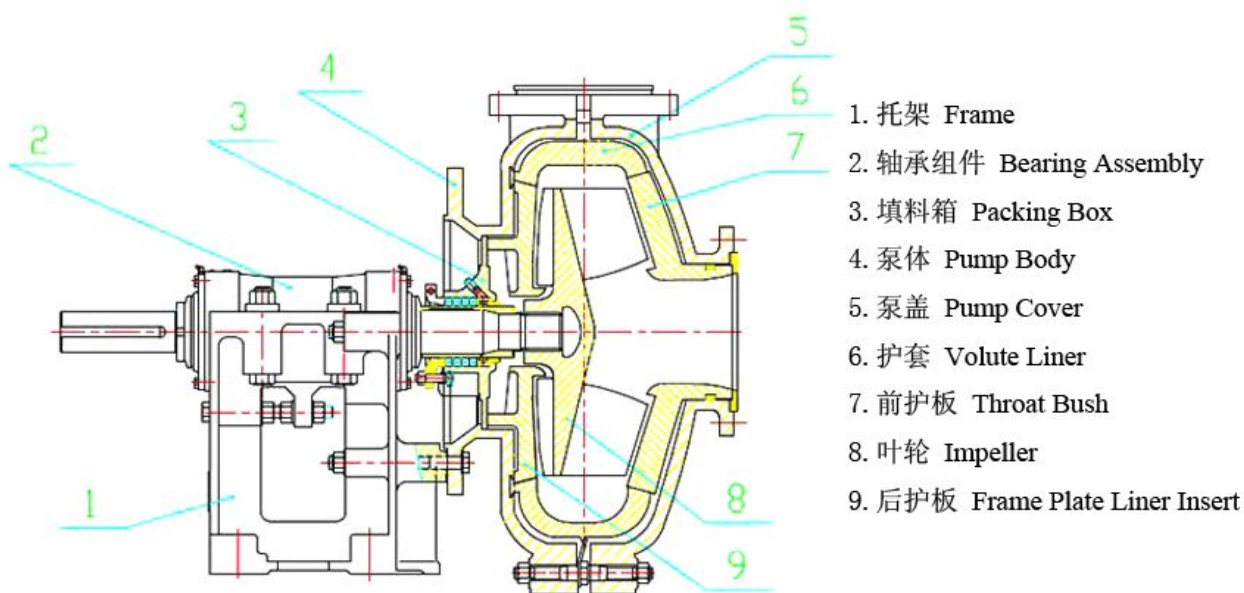 5
4
6
3
7
2
1
8
9
1. 托架 Frame
2. 轴承组件 Bearing Assembly
3. 填料箱 Packing Box
4. 泵体 Pump Body
5. 泵盖 Pump Cover
6. 护套 Volute Liner
7. 前护板 Throat Bush
8. 叶轮 Impeller
9. 后护板 Frame Plate Liner Insert